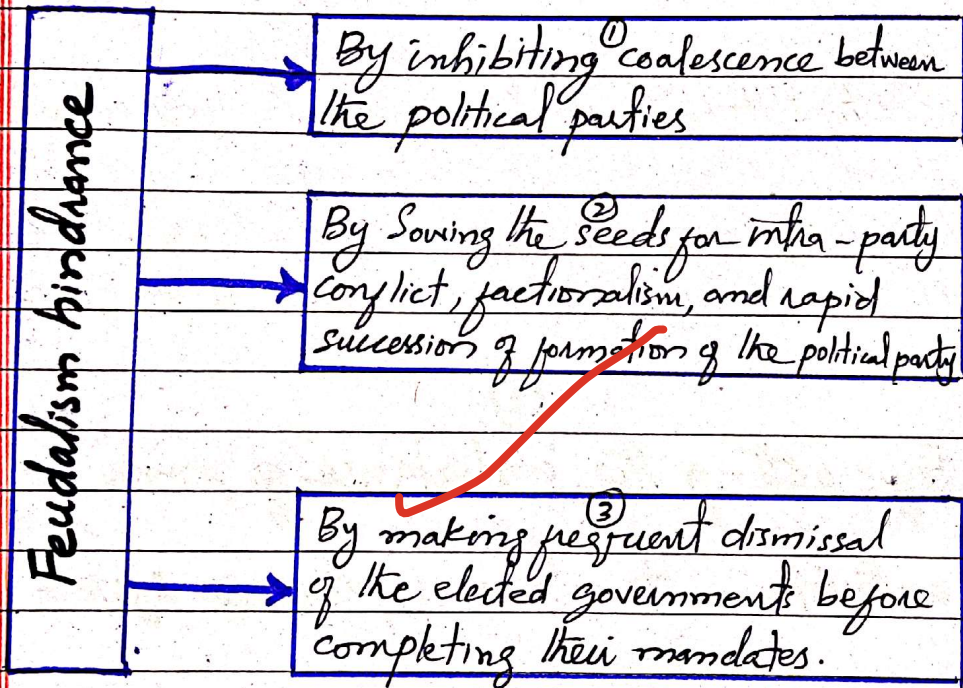 Feudalism hindrance
①
By inhibiting coalescence between
the political parties
②
By Sowing the seeds for intra-party
conflict, factionalism, and rapid
succession of formation of the political party
③
By making frequent dismissal
of the elected governments before
completing their mandates.